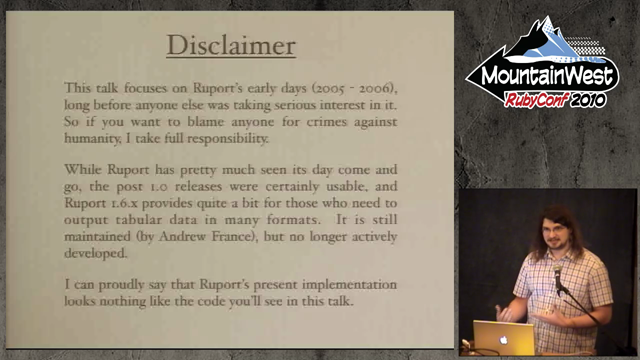 Disclaimer
This talk focuses on Ruport's early days (2005 - 2006),
long before anyone else was taking serious interest in it.
So if you want to blame anyone for crimes against
humanity, I take full responsibility.
While Ruport has pretty much seen its day come and
go, the post 1.0 releases were certainly usable, and
Ruport 1.6.x provides quite a bit for those who need to
output tabular data in many formats. It is still
maintained (by Andrew France), but no longer actively
developed.
I can proudly say that Ruport's present implementation
looks nothing like the code you'll see in this talk.
MountainWest
RubyConf 2010